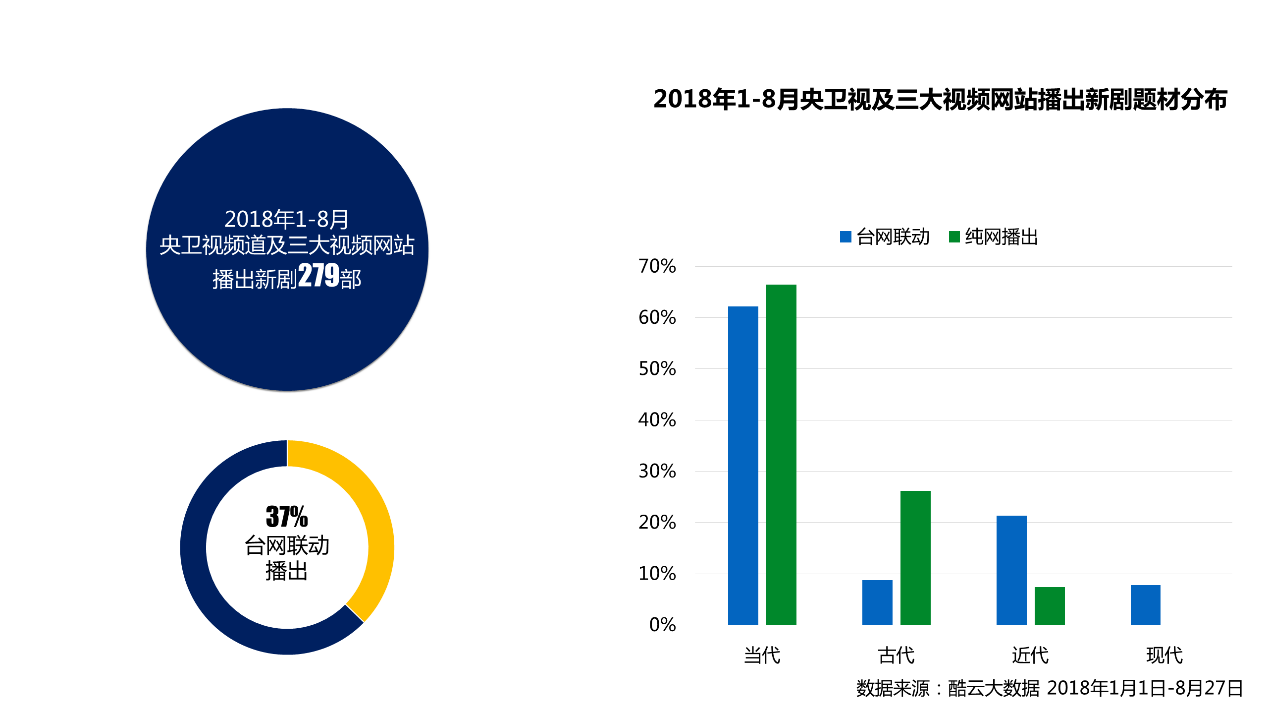 2018年1-8月
央卫视频道及三大视频网站
播出新剧279部
37%
台网联动
播出
2018年1-8月央卫视及三大视频网站播出新剧题材分布
台网联动 纯网播出
70%
60%
50%
40%
30%
20%
10%
0%
当代 古代 近代 现代
数据来源：酷云大数据 2018年1月1日-8月27日